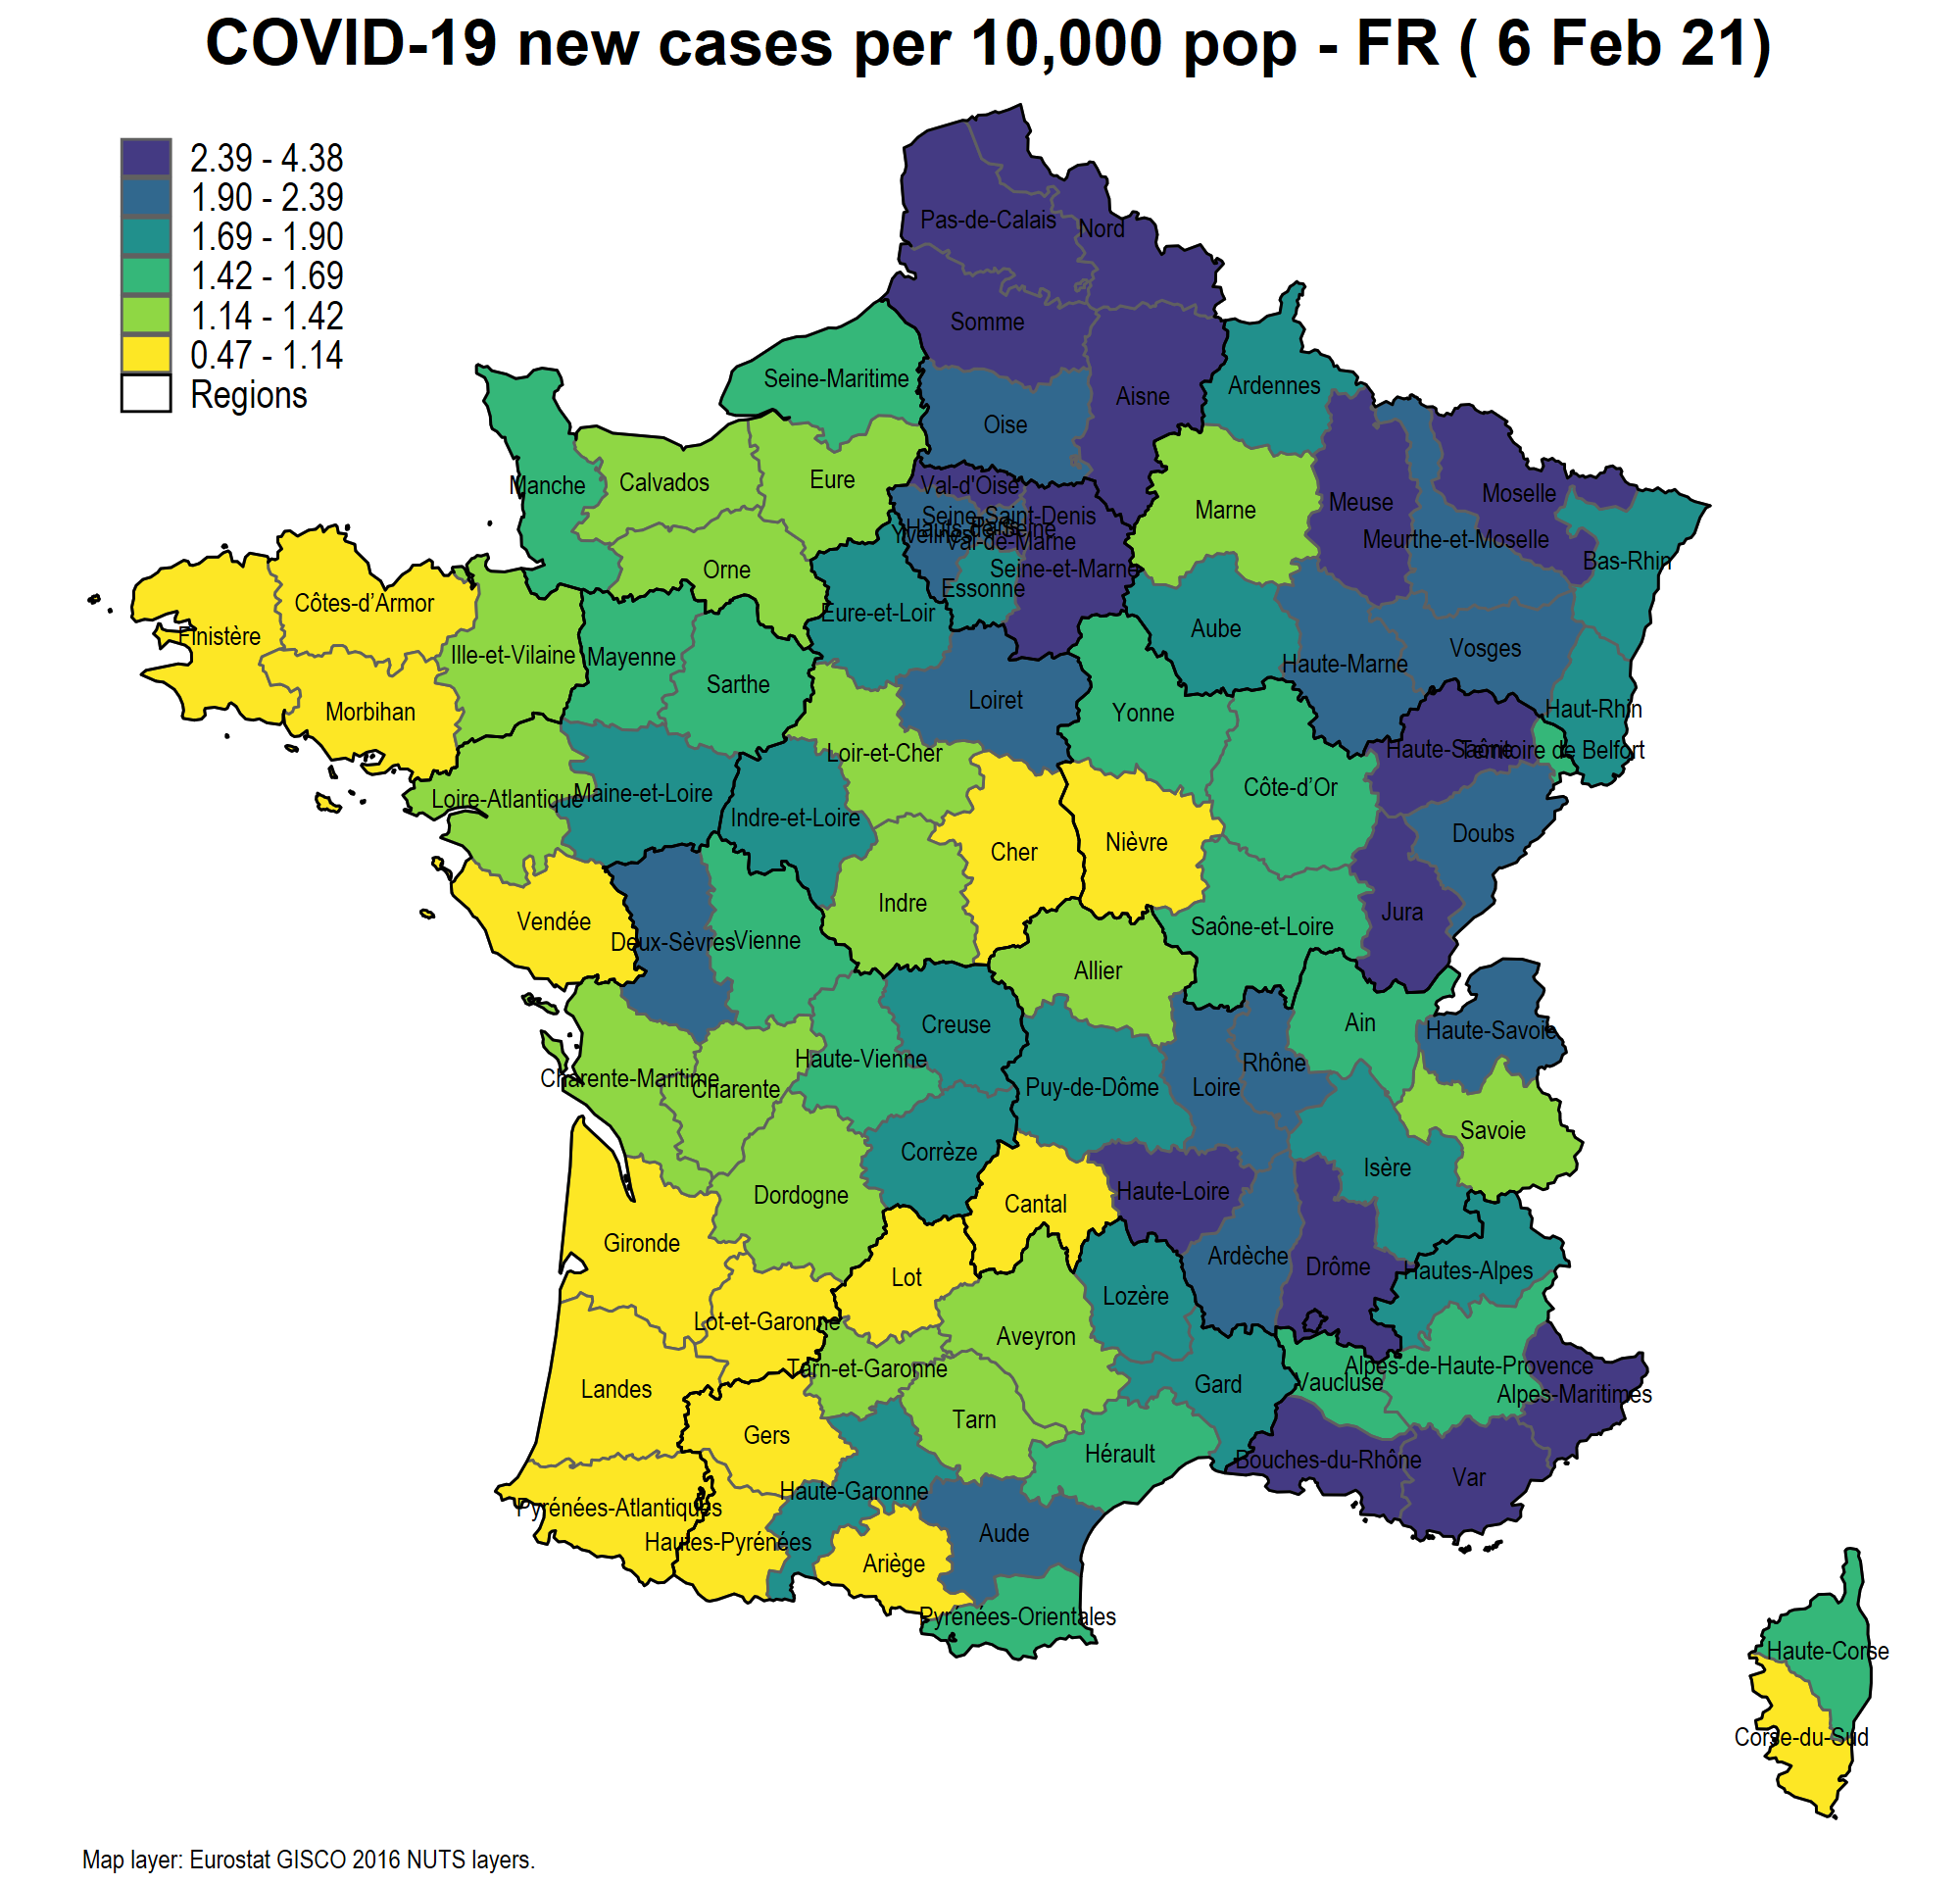 COVID-19 new cases per 10,000 pop - FR ( 6 Feb 21)
2.39 - 4.38
1.90 - 2.39
1.69 - 1.90
1.42 - 1.69
1.14 - 1.42
0.47 - 1.14
Regions
Pas-de-Calais
Nord
Somme
Seine-Maritime
Aisne
Ardennes
Oise
Manche
Calvados
Eure
Val-d'Oise
Marne
Meuse
Moselle
Seine-Saint-Denis
Meurthe-et-Moselle
Val-de-Marne
Bas-Rhin
Orne
Seine-et-Marne
Essonne
Côtes-d’Armor
Eure-et-Loir
Finistère
Aube
Ille-et-Vilaine
Mayenne
Vosges
Haute-Marne
Sarthe
Loiret
Morbihan
Yonne
Haut-Rhin
Loir-et-Cher
Haute-Saône
Territoire de Belfort
Côte-d’Or
Loire-Atlantique
Maine-et-Loire
Indre-et-Loire
Doubs
Cher
Nièvre
Indre
Jura
Vendée
Saône-et-Loire
Deux-Sèvres
Vienne
Allier
Creuse
Ain
Haute-Savoie
Haute-Vienne
Rhône
Charente-Maritime
Charente
Puy-de-Dôme
Loire
Savoie
Corrèze
Isère
Dordogne
Cantal
Haute-Loire
Gironde
Ardèche
Drôme
Hautes-Alpes
Lot
Lozère
Lot-et-Garonne
Aveyron
Tarn-et-Garonne
Alpes-de-Haute-Provence
Landes
Gard
Vaucluse
Alpes-Maritimes
Tarn
Gers
Hérault
Bouches-du-Rhône
Var
Haute-Garonne
Pyrénées-Atlantiques
Aude
Hautes-Pyrénées
Ariège
Pyrénées-Orientales
Haute-Corse
Corse-du-Sud
Map layer: Eurostat GISCO 2016 NUTS layers.